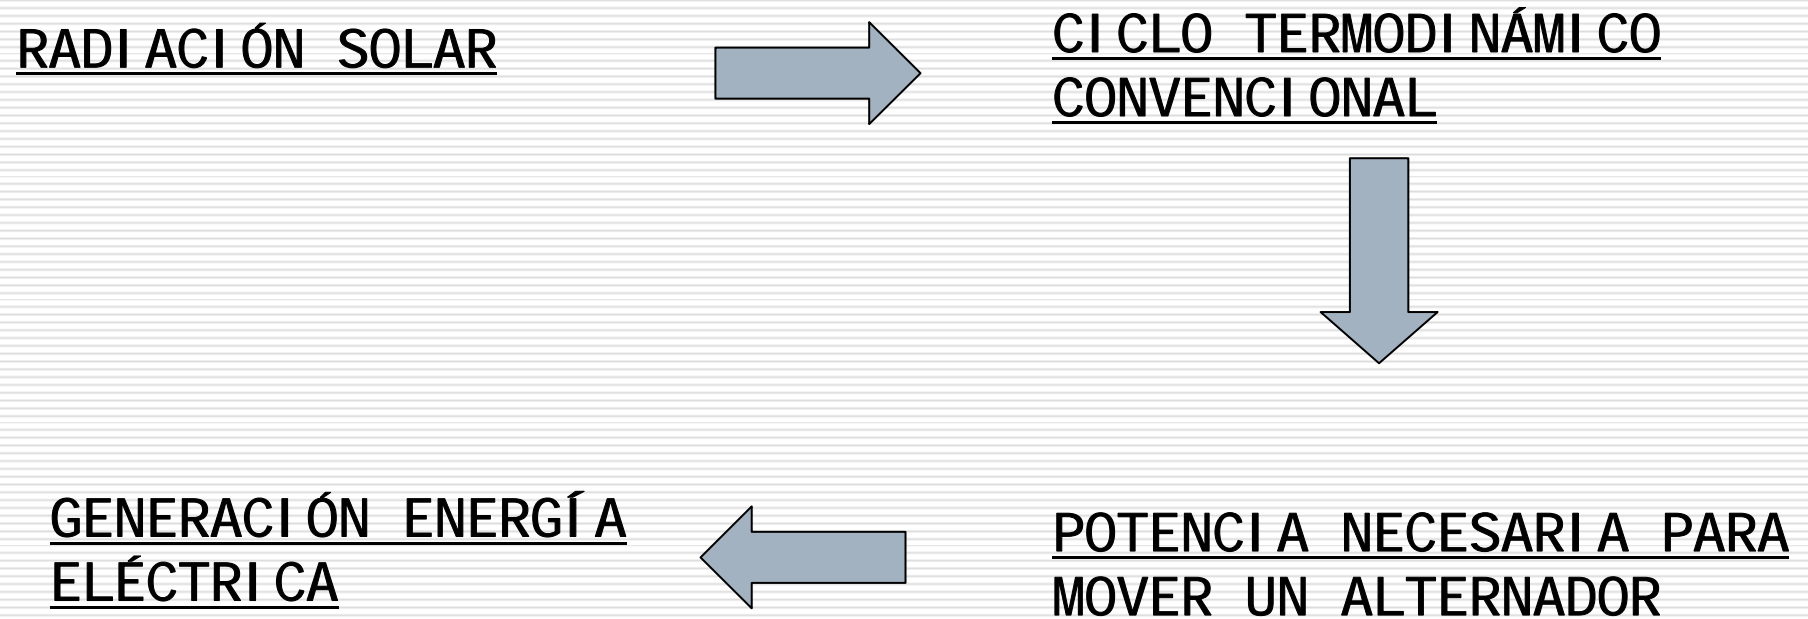 RADIACIÓN SOLAR
CICLO TERMODINÁMICO
CONVENCIONAL
GENERACIÓN ENERGÍA
ELÉCTRICA
POTENCIA NECESARIA PARA
MOVER UN ALTERNADOR